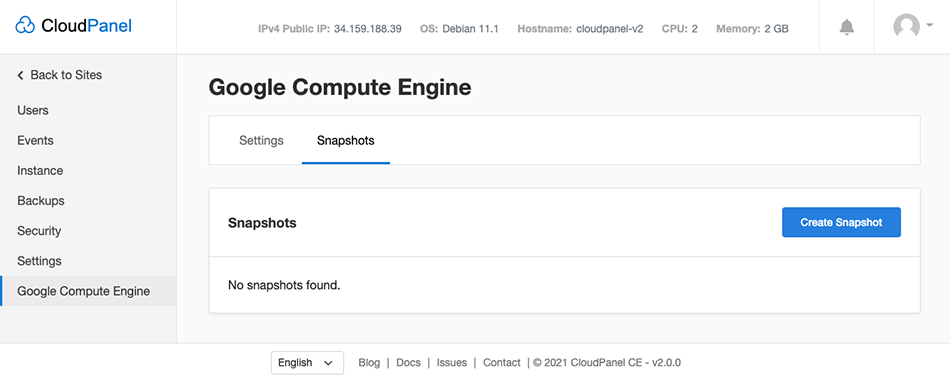 CloudPanel
IPv4 Public IP: 34.159.188.39 OS: Debian 11.1 Hostname: cloudpanel-v2 CPU: 2 Memory: 2 GB
Back to Sites
Users
Events
Instance
Backups
Security
Settings
Google Compute Engine
Google Compute Engine
Settings Snapshots
Snapshots Create Snapshot
No snapshots found.
English Blog | Docs | Issues | Contact | © 2021 CloudPanel CE - v2.0.0